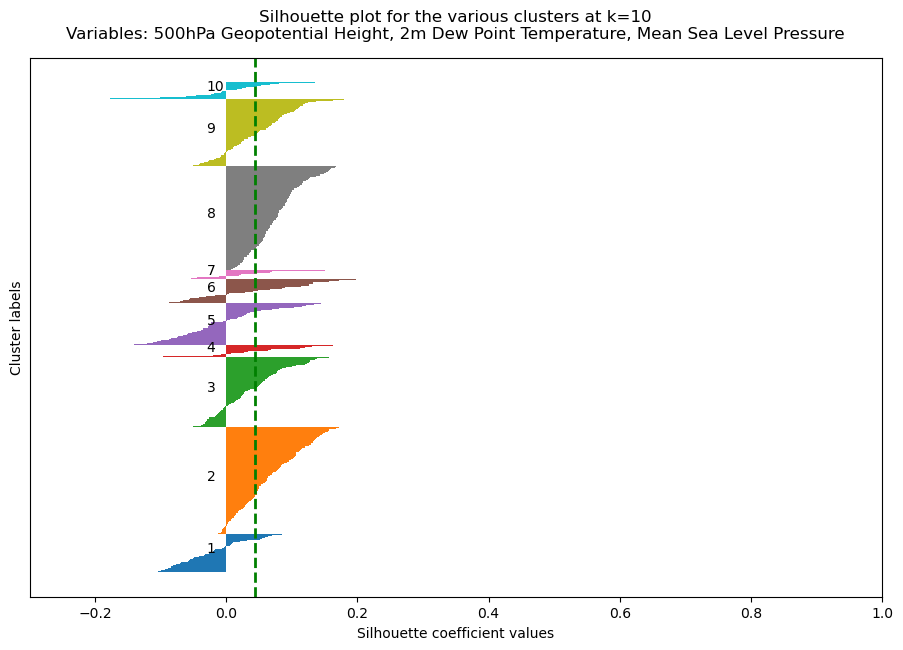 Silhouette plot for the various clusters at k=10
Variables: 500hPa Geopotential Height, 2m Dew Point Temperature, Mean Sea Level Pressure
Cluster labels
10
9
8
7
6
5
4
3
2
1
−0.2 0.0 0.2 0.4 0.6 0.8 1.0
Silhouette coefficient values